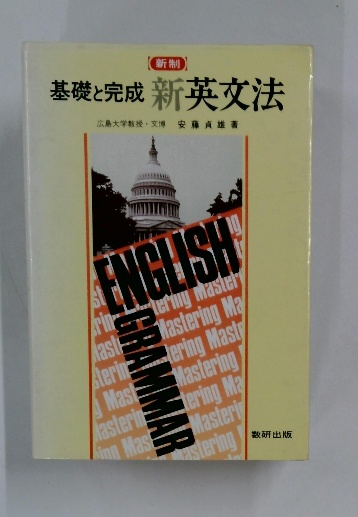 新制
基礎と完成 新英文法
広島大学教授・文博 安藤貞雄著
ENGLISH
GRAMMAR
Mastering
数研出版